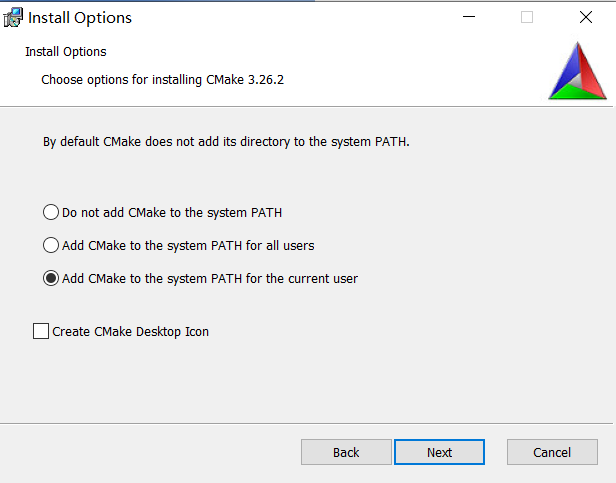 Install Options
Install Options
Choose options for installing CMake 3.26.2
By default CMake does not add its directory to the system PATH.
Do not add CMake to the system PATH
Add CMake to the system PATH for all users
Add CMake to the system PATH for the current user
Create CMake Desktop Icon
Back Next Cancel